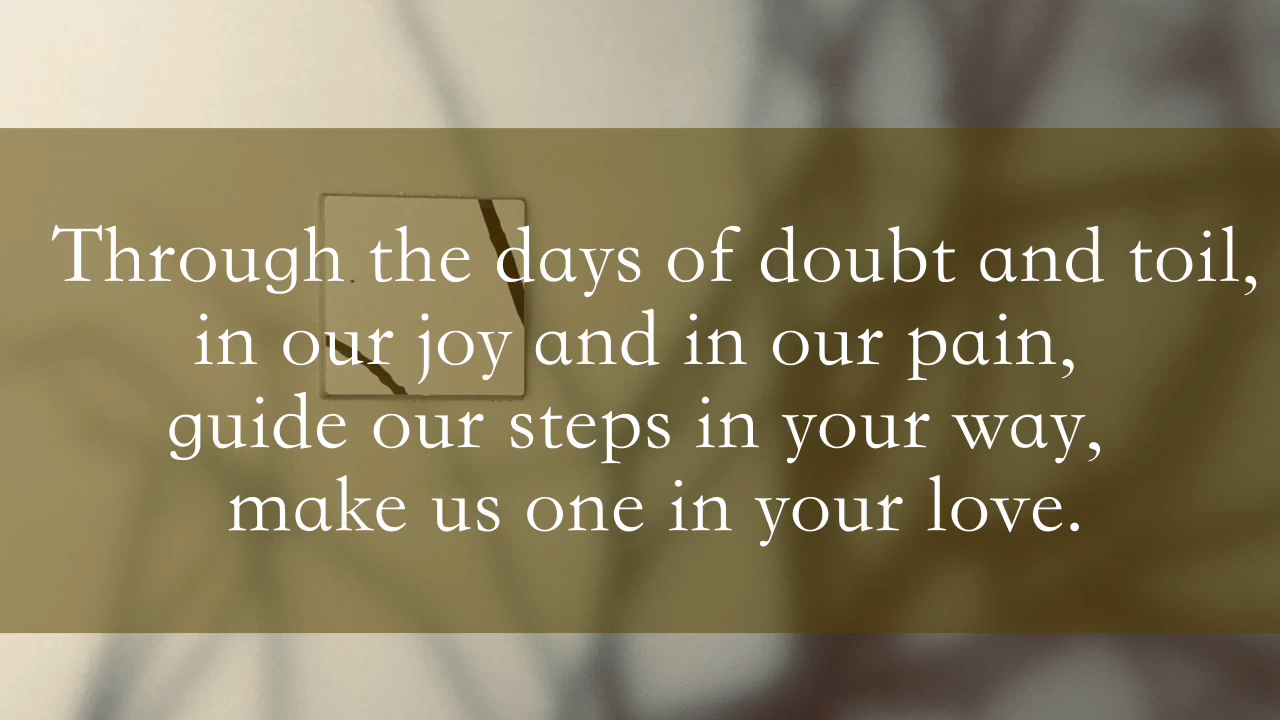 Through the days of doubt and toil,
in our joy and in our pain,
guide our steps in your way,
make us one in your love.